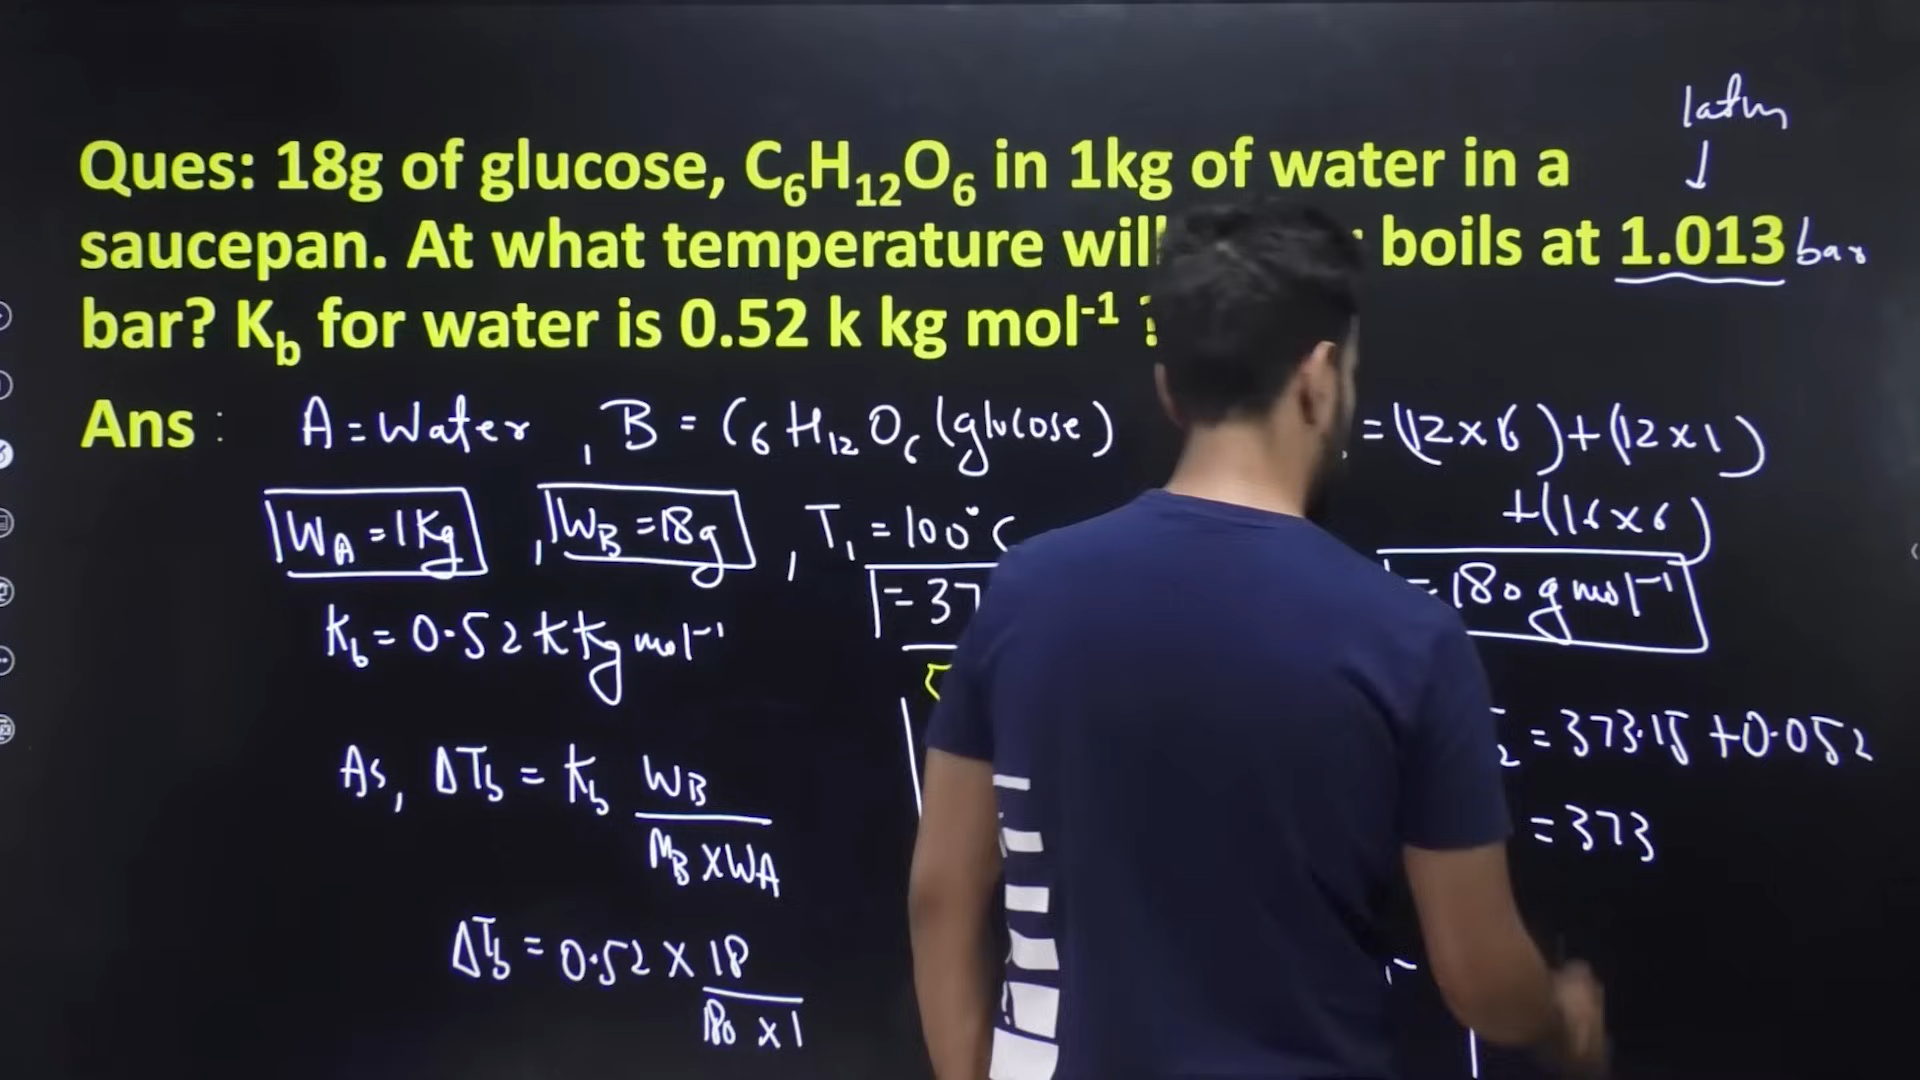 1atm
↓
Ques: 18g of glucose, C₆H₁₂O₆ in 1kg of water in a
saucepan. At what temperature will boils at 1.013 bar
bar? Kb for water is 0.52 k kg mol⁻¹ ?
Ans : A = Water , B = C₆H₁₂O₆ (glucose) = (12×6)+(12×1)
+(16×6)
WA = 1Kg , WB = 18g , T₁ = 100°C
= 37
= 180 g mol⁻¹
Kb = 0.52 K Kg mol⁻¹
₂ = 373.15 + 0.052
As, ΔTb = Kb WB / MB × WA
= 373
ΔTb = 0.52 × 18 / 180 × 1